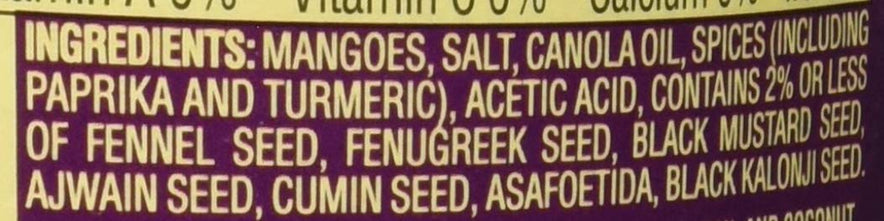 INGREDIENTS: MANGOES, SALT, CANOLA OIL, SPICES (INCLUDING
PAPRIKA AND TURMERIC), ACETIC ACID, CONTAINS 2% OR LESS
OF FENNEL SEED, FENUGREEK SEED, BLACK MUSTARD SEED,
AJWAIN SEED, CUMIN SEED, ASAFOETIDA, BLACK KALONJI SEED.